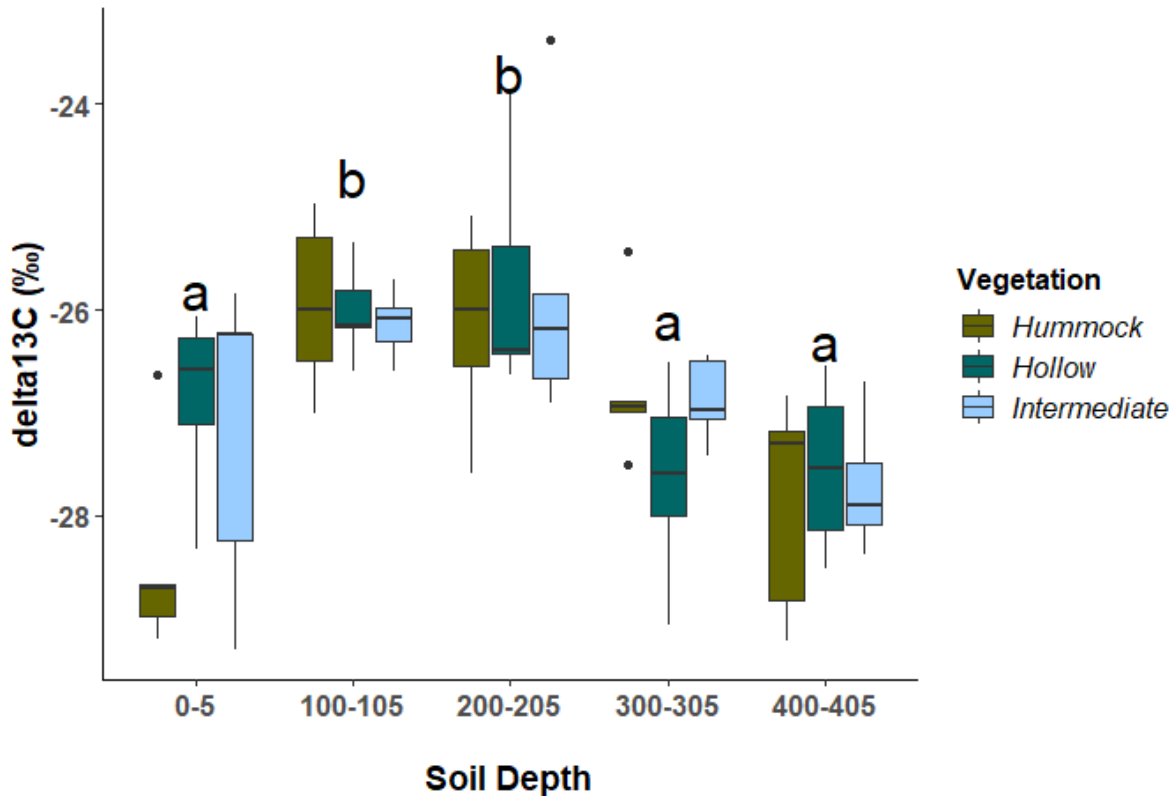 delta13C (‰)
-24
-26
-28
a
b
b
a
a
0-5
100-105
200-205
300-305
400-405
Soil Depth
Vegetation
Hummock
Hollow
Intermediate